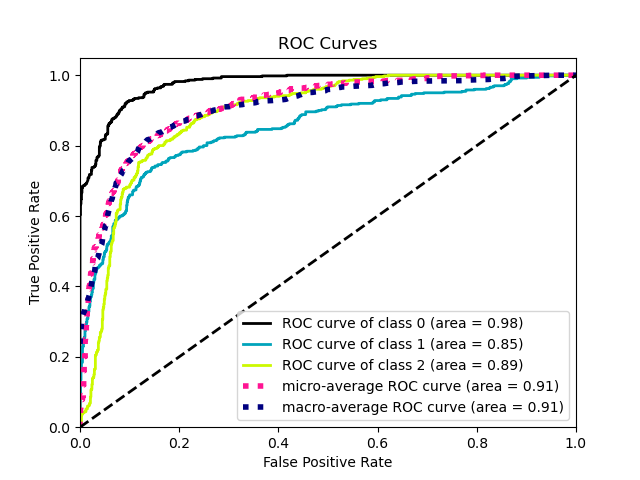 ROC Curves
True Positive Rate
1.0
0.8
0.6
0.4
0.2
0.0
ROC curve of class 0 (area = 0.98)
ROC curve of class 1 (area = 0.85)
ROC curve of class 2 (area = 0.89)
micro-average ROC curve (area = 0.91)
macro-average ROC curve (area = 0.91)
0.0 0.2 0.4 0.6 0.8 1.0
False Positive Rate